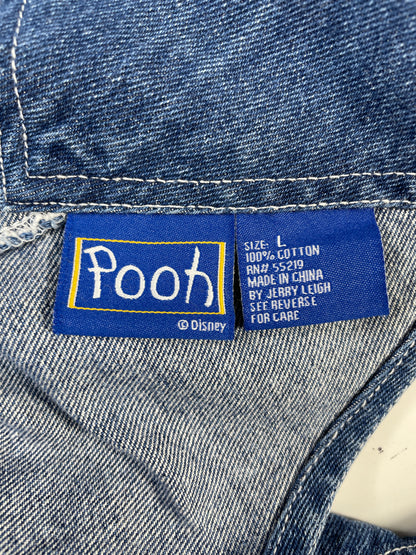 Pooh
© Disney
SIZE: L
100% COTTON
RN# 55219
MADE IN CHINA
BY JERRY LEIGH
SEE REVERSE
FOR CARE